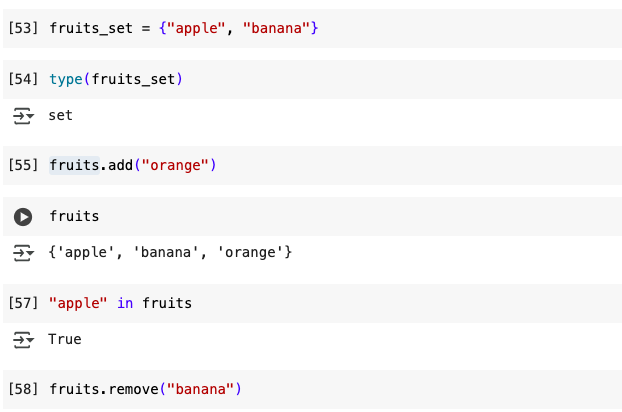 [53] fruits_set = {"apple", "banana"}
[54] type(fruits_set)
set
[55] fruits.add("orange")
fruits
{'apple', 'banana', 'orange'}
[57] "apple" in fruits
True
[58] fruits.remove("banana")